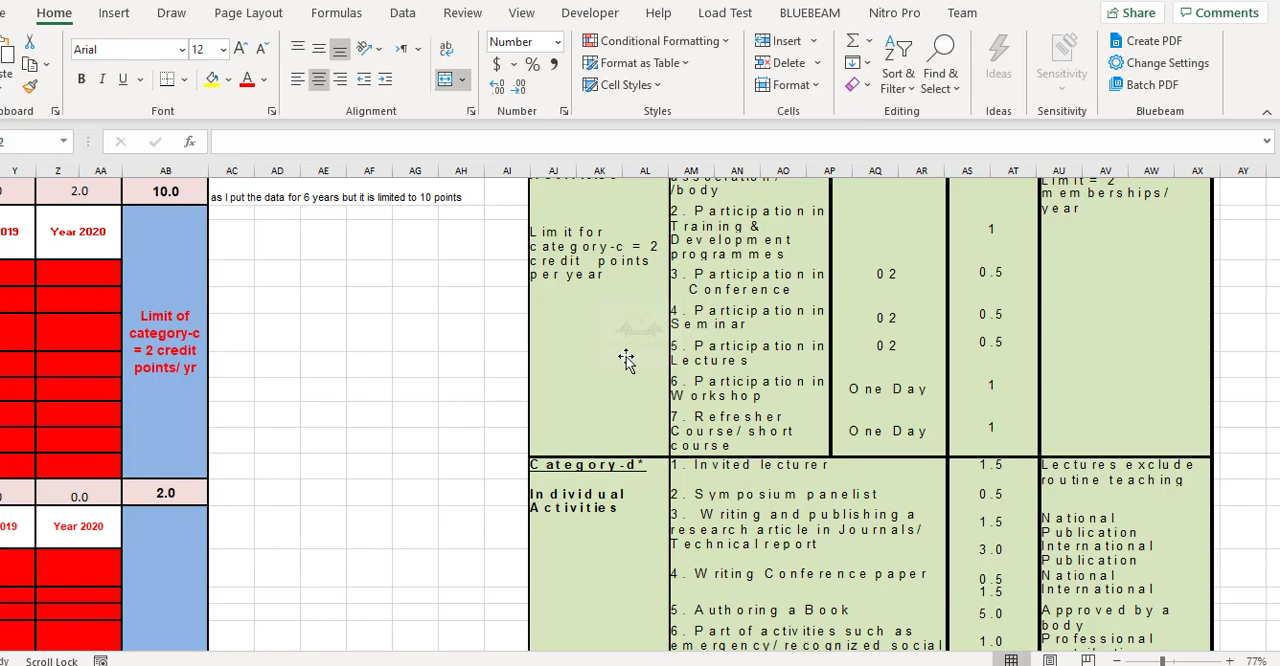 Home Insert Draw Page Layout Formulas Data Review View Developer Help Load Test BLUEBEAM Nitro Pro Team Share Comments
Arial 12 Number Conditional Formatting Insert Create PDF
B I U Format as Table Delete Sort & Find & Ideas Sensitivity Change Settings
$ % Cell Styles Format Filter Select Batch PDF
Font Alignment Number Styles Cells Editing Ideas Sensitivity Bluebeam
fx
Y Z AA AB AC AD AE AF AG AH AI AJ AK AL AM AN AO AP AQ AR AS AT AU AV AW AX AY
2.0 10.0 as I put the data for 6 years but it is limited to 10 points
Year 2020
Limit of
category-c
= 2 credit
points/ yr
0.0 2.0
Year 2020
Limit for
category-c = 2
credit points
per year
/body
2. Participation in
Training &
Development
programmes
1
3. Participation in
Conference
02 0.5
4. Participation in
Seminar
02 0.5
5. Participation in
Lectures
02 0.5
6. Participation in
Workshop
One Day 1
7. Refresher
Course/ short
course
One Day 1
Limit = 2
memberships/
year
Category-d*
Individual
Activities
1. Invited lecturer 1.5
Lectures exclude
routine teaching
2. Symposium panelist 0.5
3. Writing and publishing a
research article in Journals/
Technical report
1.5
3.0
National
Publication
International
Publication
4. Writing Conference paper 0.5
1.5
National
International
5. Authoring a Book 5.0
Approved by a
body
6. Part of activities such as
emergency/ recognized social
1.0
Professional
Scroll Lock 77%